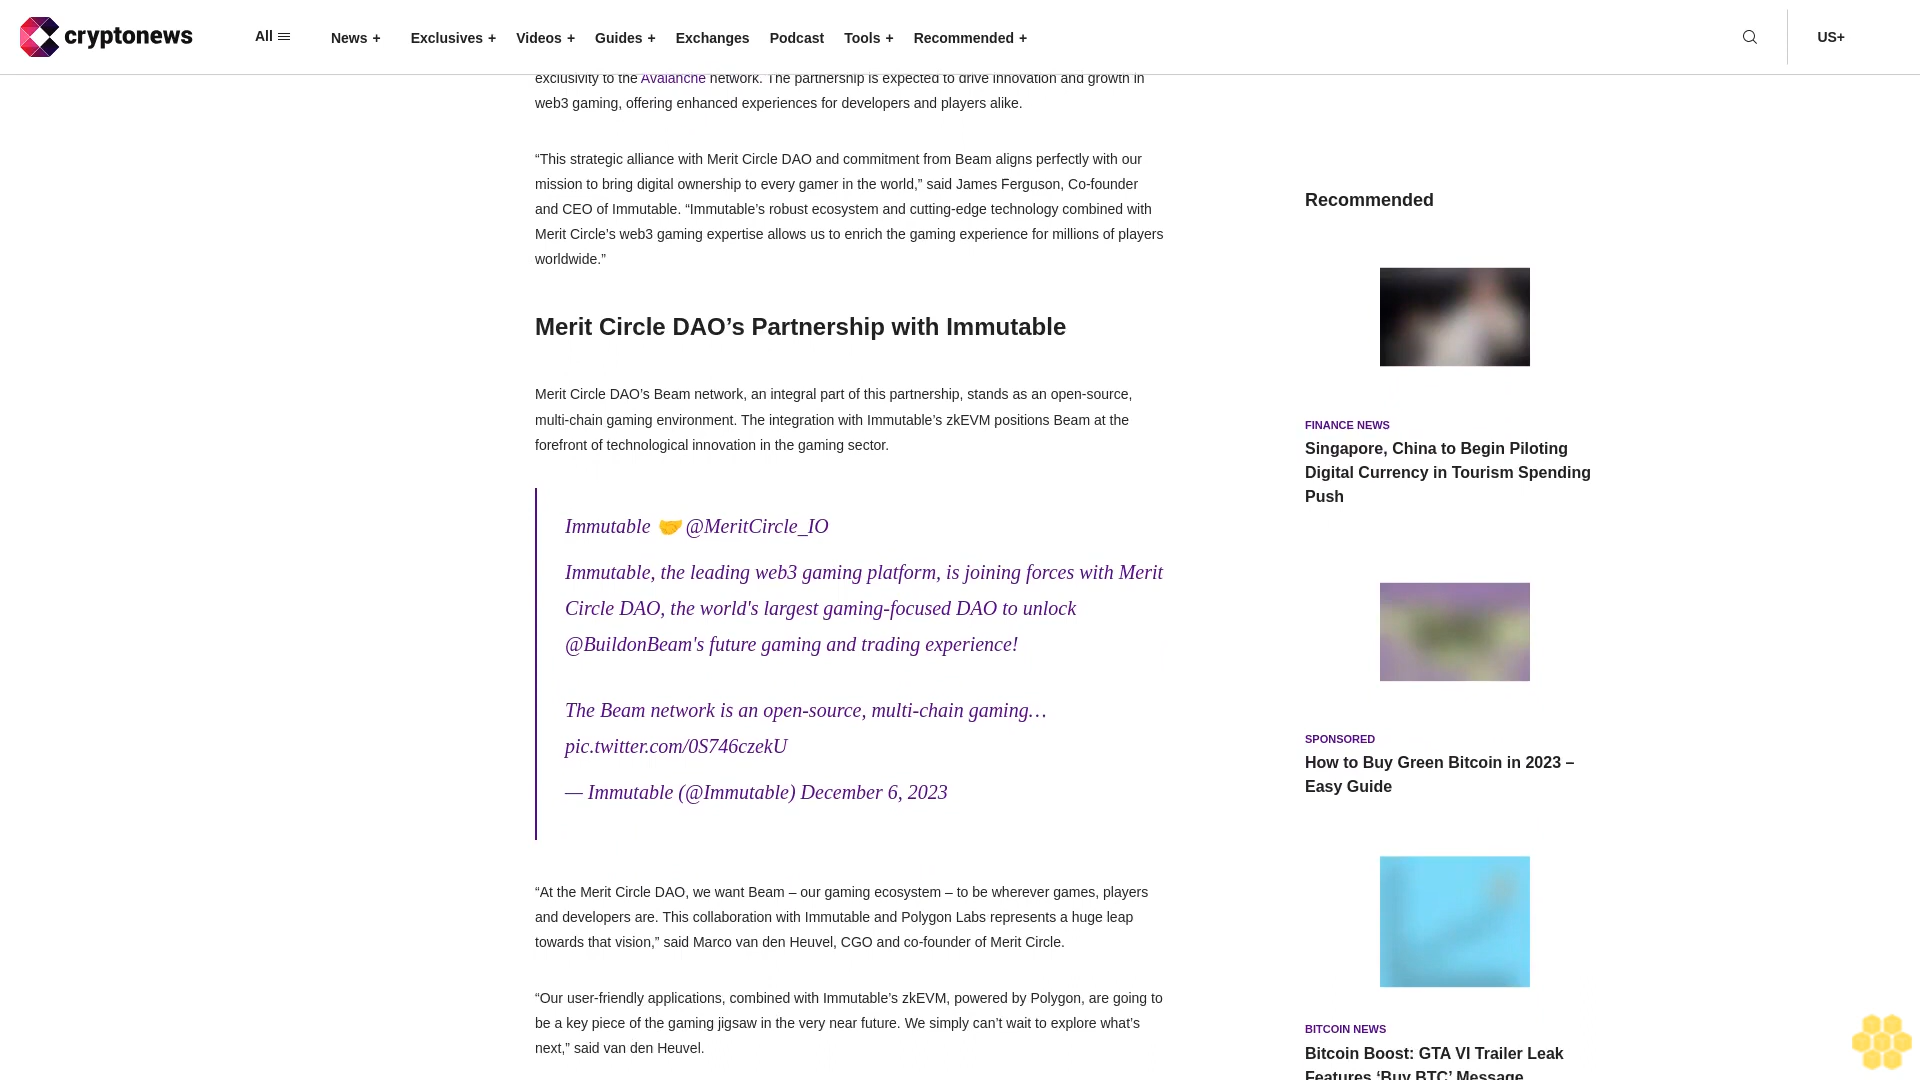 cryptonews
All
News +
Exclusives +
Videos +
Guides +
Exchanges
Podcast
Tools +
Recommended +
US+
exclusivity to the Avalanche network. The partnership is expected to drive innovation and growth in
web3 gaming, offering enhanced experiences for developers and players alike.
“This strategic alliance with Merit Circle DAO and commitment from Beam aligns perfectly with our
mission to bring digital ownership to every gamer in the world,” said James Ferguson, Co-founder
and CEO of Immutable. “Immutable’s robust ecosystem and cutting-edge technology combined with
Merit Circle’s web3 gaming expertise allows us to enrich the gaming experience for millions of players
worldwide.”
Merit Circle DAO’s Partnership with Immutable
Merit Circle DAO’s Beam network, an integral part of this partnership, stands as an open-source,
multi-chain gaming environment. The integration with Immutable’s zkEVM positions Beam at the
forefront of technological innovation in the gaming sector.
Immutable 🤝 @MeritCircle_IO
Immutable, the leading web3 gaming platform, is joining forces with Merit
Circle DAO, the world's largest gaming-focused DAO to unlock
@BuildonBeam's future gaming and trading experience!
The Beam network is an open-source, multi-chain gaming…
pic.twitter.com/0S746czekU
— Immutable (@Immutable) December 6, 2023
“At the Merit Circle DAO, we want Beam – our gaming ecosystem – to be wherever games, players
and developers are. This collaboration with Immutable and Polygon Labs represents a huge leap
towards that vision,” said Marco van den Heuvel, CGO and co-founder of Merit Circle.
“Our user-friendly applications, combined with Immutable’s zkEVM, powered by Polygon, are going to
be a key piece of the gaming jigsaw in the very near future. We simply can’t wait to explore what’s
next,” said van den Heuvel.
Recommended
FINANCE NEWS
Singapore, China to Begin Piloting
Digital Currency in Tourism Spending
Push
SPONSORED
How to Buy Green Bitcoin in 2023 –
Easy Guide
BITCOIN NEWS
Bitcoin Boost: GTA VI Trailer Leak
Features ‘Buy BTC’ Message